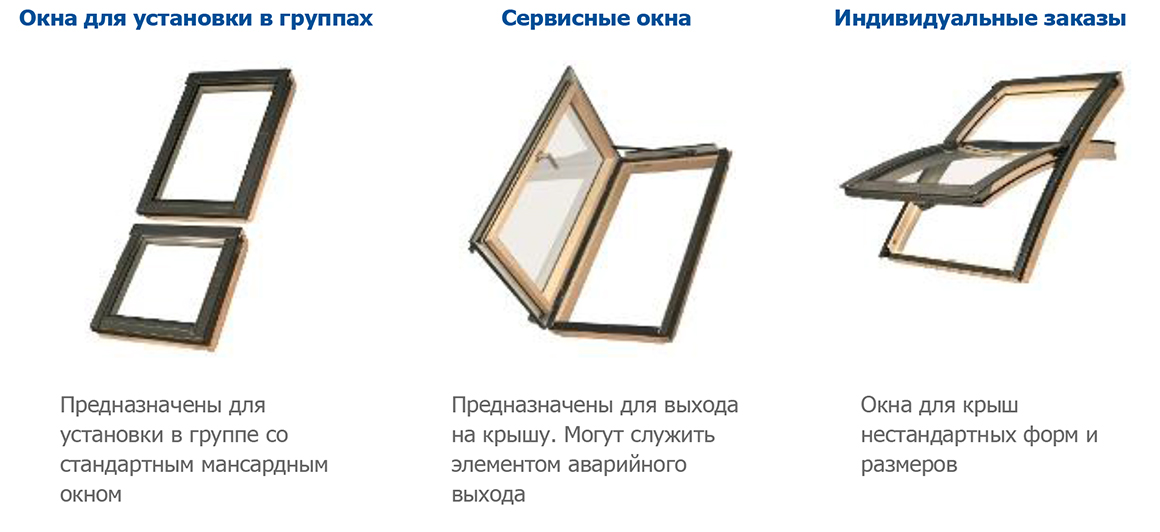 Окна для установки в группах
Сервисные окна
Индивидуальные заказы
Предназначены для
установки в группе со
стандартным мансардным
окном
Предназначены для выхода
на крышу. Могут служить
элементом аварийного
выхода
Окна для крыш
нестандартных форм и
размеров